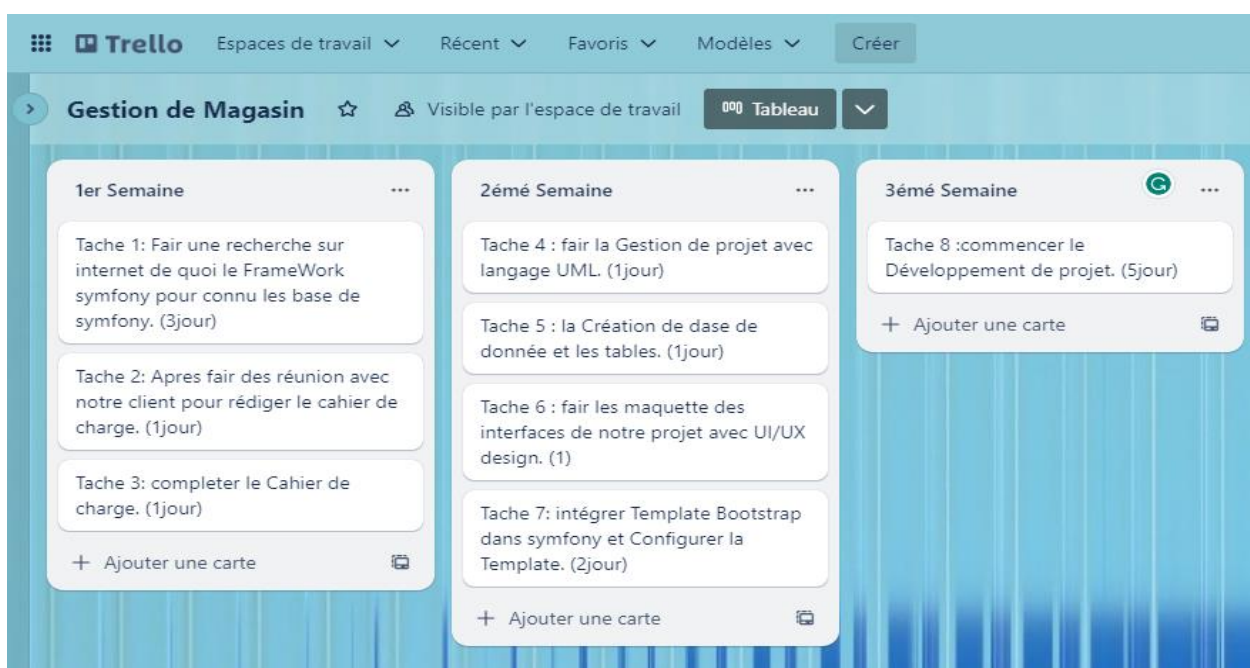 Trello Espaces de travail Récent Favoris Modèles Créer
Gestion de Magasin Visible par l'espace de travail Tableau
1er Semaine
Tache 1: Fair une recherche sur
internet de quoi le FrameWork
symfony pour connu les base de
symfony. (3jour)
Tache 2: Apres fair des réunion avec
notre client pour rédiger le cahier de
charge. (1jour)
Tache 3: completer le Cahier de
charge. (1jour)
+ Ajouter une carte
2émé Semaine
Tache 4 : fair la Gestion de projet avec
langage UML. (1jour)
Tache 5 : la Création de dase de
donnée et les tables. (1jour)
Tache 6 : fair les maquette des
interfaces de notre projet avec UI/UX
design. (1)
Tache 7: intégrer Template Bootstrap
dans symfony et Configurer la
Template. (2jour)
+ Ajouter une carte
3émé Semaine
Tache 8 :commencer le
Développement de projet. (5jour)
+ Ajouter une carte